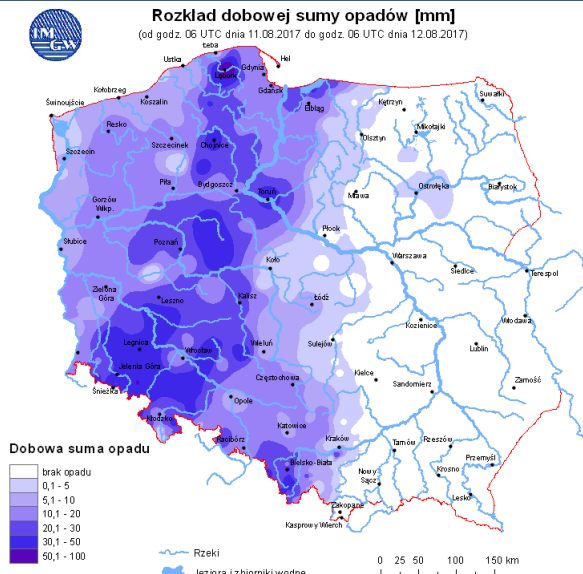 Rozkład dobowej sumy opadów [mm]
(od godz. 06 UTC dnia 11.08.2017 do godz. 06 UTC dnia 12.08.2017)
IM
GW
Łeba
Ustka
Hel
Lębork
Gdynia
Gdańsk
Kołobrzeg
Koszalin
Elbląg
Kętrzyn
Suwałki
Świnoujście
Resko
Mikołajki
Olsztyn
Szczecin
Szczecinek
Chojnice
Piła
Bydgoszcz
Toruń
Mława
Ostrołęka
Białystok
Gorzów
Wlkp.
Płock
Słubice
Poznań
Koło
Warszawa
Siedlce
Terespol
Zielona
Góra
Leszno
Kalisz
Łódź
Kozienice
Włodawa
Legnica
Wrocław
Wieluń
Sulejów
Lublin
Jelenia Góra
Śnieżka
Częstochowa
Kielce
Sandomierz
Zamość
Opole
Kłodzko
Katowice
Racibórz
Kraków
Tarnów
Rzeszów
Bielsko-Biała
Nowy
Sącz
Krosno
Przemyśl
Lesko
Zakopane
Kasprowy Wierch
Dobowa suma opadu
brak opadu
0,1 - 5
5,1 - 10
10,1 - 20
20,1 - 30
30,1 - 50
50,1 - 100
Rzeki
Jeziora i zbiorniki wodne
0 25 50 100 150 km